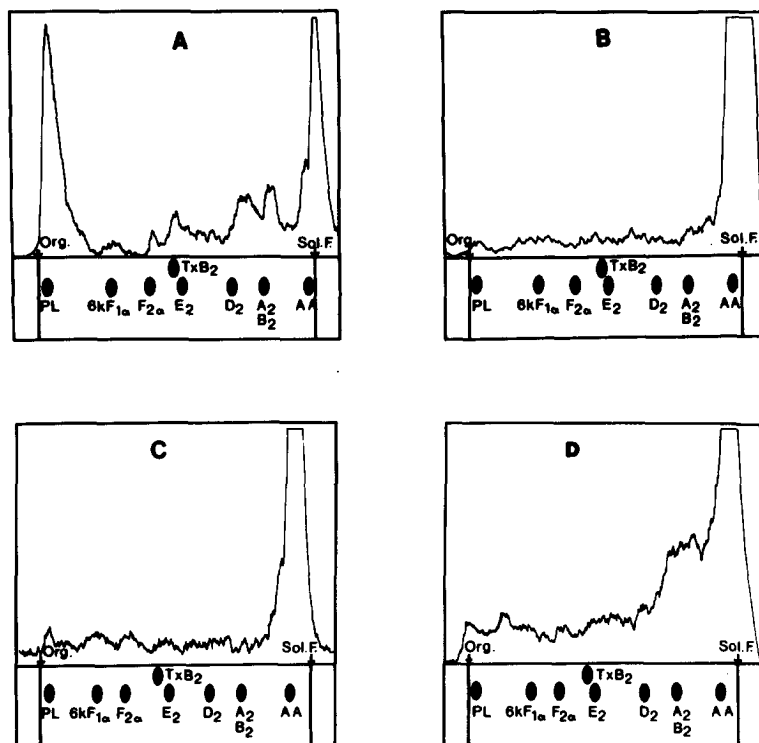 A
Org.
Sol.F.
TxB₂
PL 6kF₁α F₂α E₂ D₂ A₂ AA
B₂
B
Org.
Sol.F.
TxB₂
PL 6kF₁α F₂α E₂ D₂ A₂ AA
B₂
C
Org.
Sol.F.
TxB₂
PL 6kF₁α F₂α E₂ D₂ A₂ AA
B₂
D
Org.
Sol.F.
TxB₂
PL 6kF₁α F₂α E₂ D₂ A₂ AA
B₂